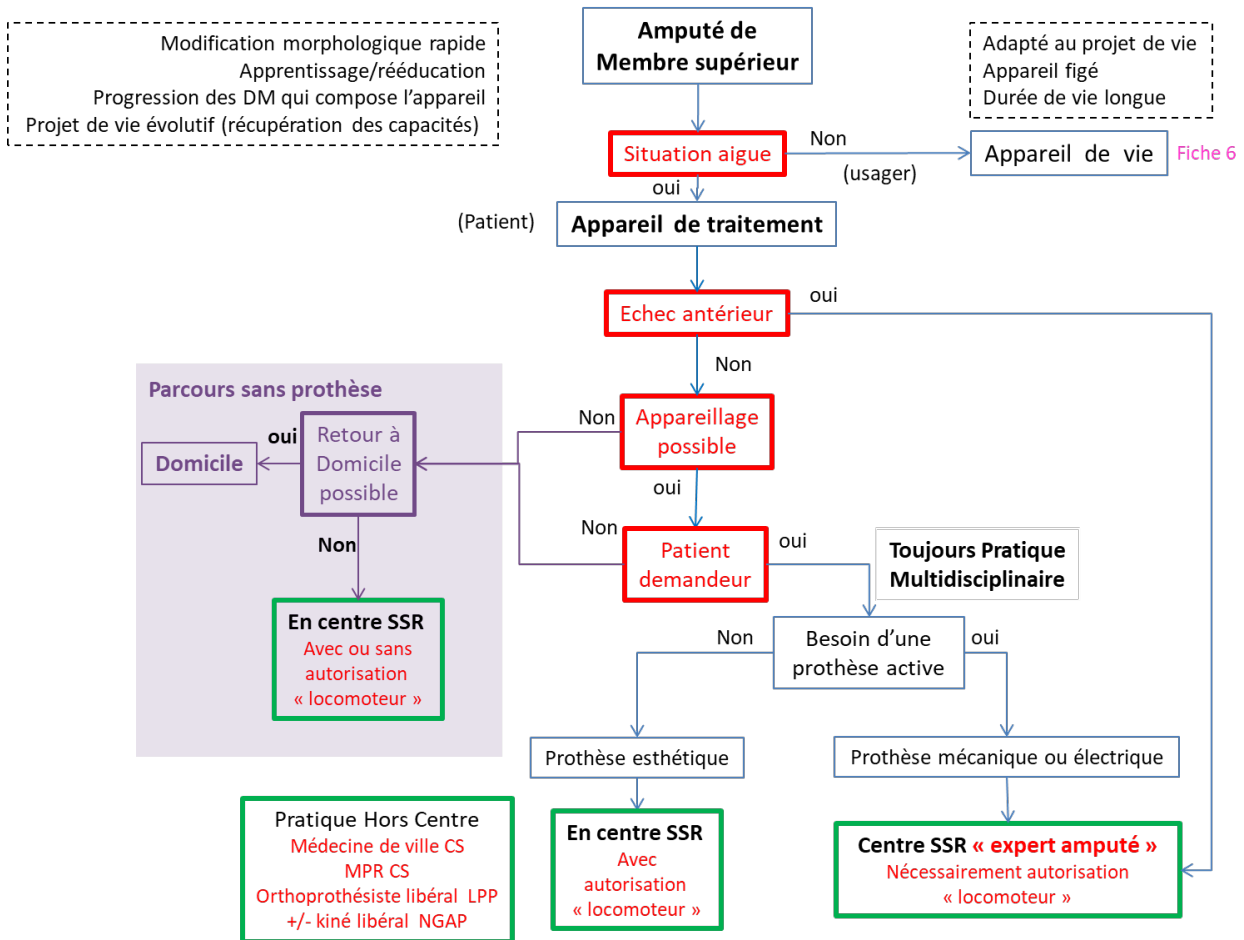 Modification morphologique rapide
Apprentissage/rééducation
Progression des DM qui compose l'appareil
Projet de vie évolutif (récupération des capacités)
Amputé de
Membre supérieur
Adapté au projet de vie
Appareil figé
Durée de vie longue
Situation aigue
Non
(usager)
Appareil de vie
Fiche 6
oui
(Patient)
Appareil de traitement
Echec antérieur
oui
Non
Parcours sans prothèse
Appareillage
possible
Non
oui
Retour à
Domicile
possible
oui
Domicile
Non
Patient
demandeur
Non
oui
Toujours Pratique
Multidisciplinaire
En centre SSR
Avec ou sans
autorisation
« locomoteur »
Besoin d'une
prothèse active
Non
oui
Prothèse esthétique
Prothèse mécanique ou électrique
Pratique Hors Centre
Médecine de ville CS
MPR CS
Orthoprothésiste libéral LPP
+/- kiné libéral NGAP
En centre SSR
Avec
autorisation
« locomoteur »
Centre SSR « expert amputé »
Nécessairement autorisation
« locomoteur »